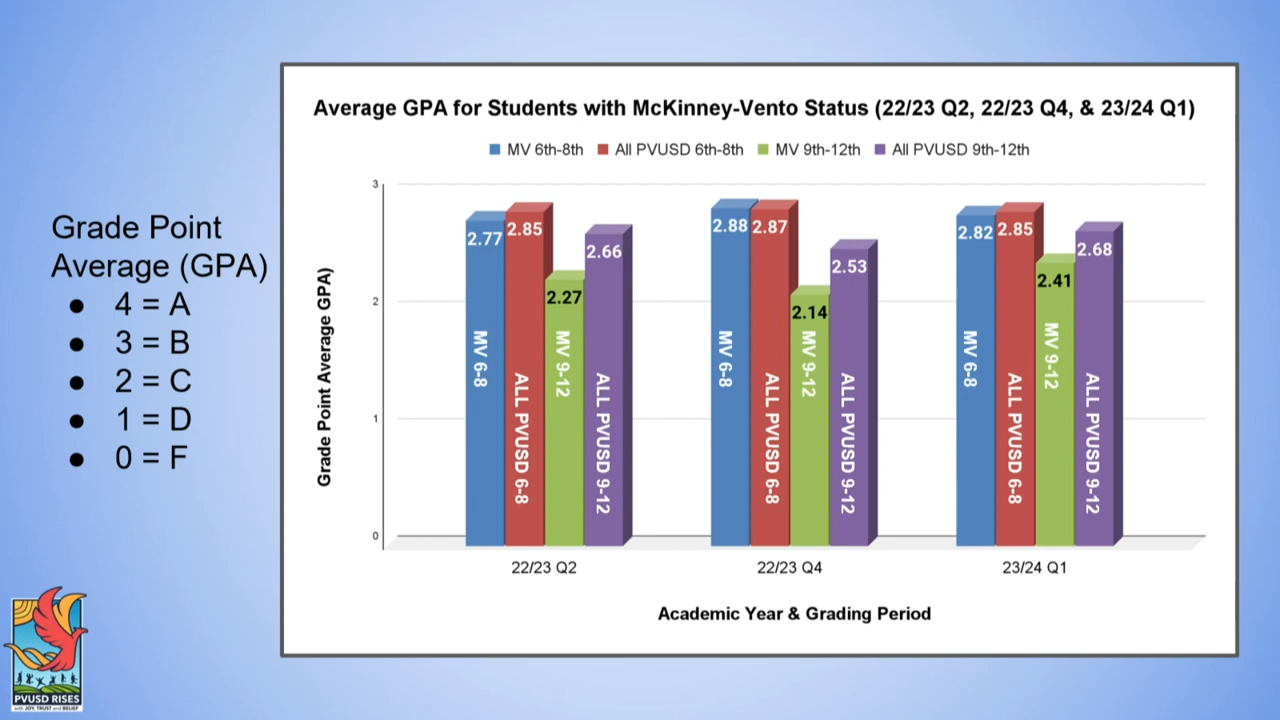 Grade Point
Average (GPA)
● 4 = A
● 3 = B
● 2 = C
● 1 = D
● 0 = F
Average GPA for Students with McKinney-Vento Status (22/23 Q2, 22/23 Q4, & 23/24 Q1)
MV 6th-8th All PVUSD 6th-8th MV 9th-12th All PVUSD 9th-12th
Grade Point Average (GPA)
3
2
1
0
2.77 2.85 2.27 2.66
MV 6-8 ALL PVUSD 6-8 MV 9-12 ALL PVUSD 9-12
2.88 2.87 2.14 2.53
MV 6-8 ALL PVUSD 6-8 MV 9-12 ALL PVUSD 9-12
2.82 2.85 2.41 2.68
MV 6-8 ALL PVUSD 6-8 MV 9-12 ALL PVUSD 9-12
22/23 Q2 22/23 Q4 23/24 Q1
Academic Year & Grading Period
PVUSD RISES
with JOY, TRUST and BELIEF